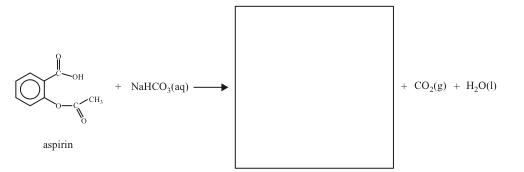 O
C
OH
+ NaHCO₃(aq) + CO₂(g) + H₂O(l)
O C CH₃
O
aspirin